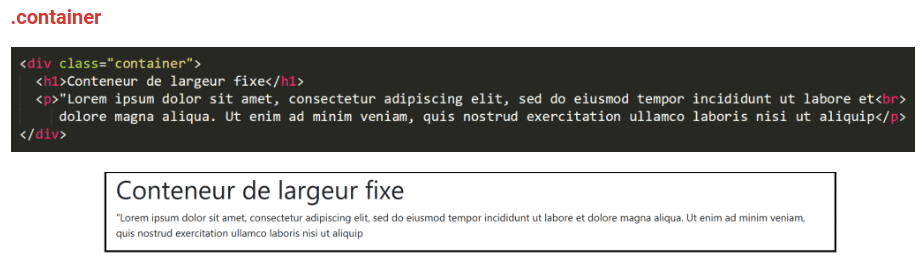 .container
<div class="container">
<h1>Conteneur de largeur fixe</h1>
<p>"Lorem ipsum dolor sit amet, consectetur adipiscing elit, sed do eiusmod tempor incididunt ut labore et<br>
dolore magna aliqua. Ut enim ad minim veniam, quis nostrud exercitation ullamco laboris nisi ut aliquip</p>
</div>
Conteneur de largeur fixe
"Lorem ipsum dolor sit amet, consectetur adipiscing elit, sed do eiusmod tempor incididunt ut labore et dolore magna aliqua. Ut enim ad minim veniam,
quis nostrud exercitation ullamco laboris nisi ut aliquip